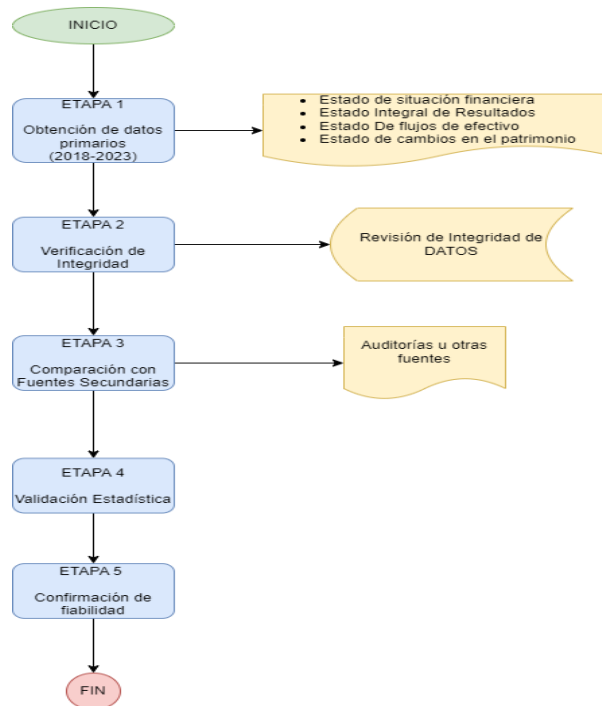 INICIO
ETAPA 1
Obtención de datos
primarios
(2018-2023)
• Estado de situación financiera
• Estado Integral de Resultados
• Estado De flujos de efectivo
• Estado de cambios en el patrimonio
ETAPA 2
Verificación de
Integridad
Revisión de Integridad de
DATOS
ETAPA 3
Comparación con
Fuentes Secundarias
Auditorías u otras
fuentes
ETAPA 4
Validación Estadística
ETAPA 5
Confirmación de
fiabilidad
FIN